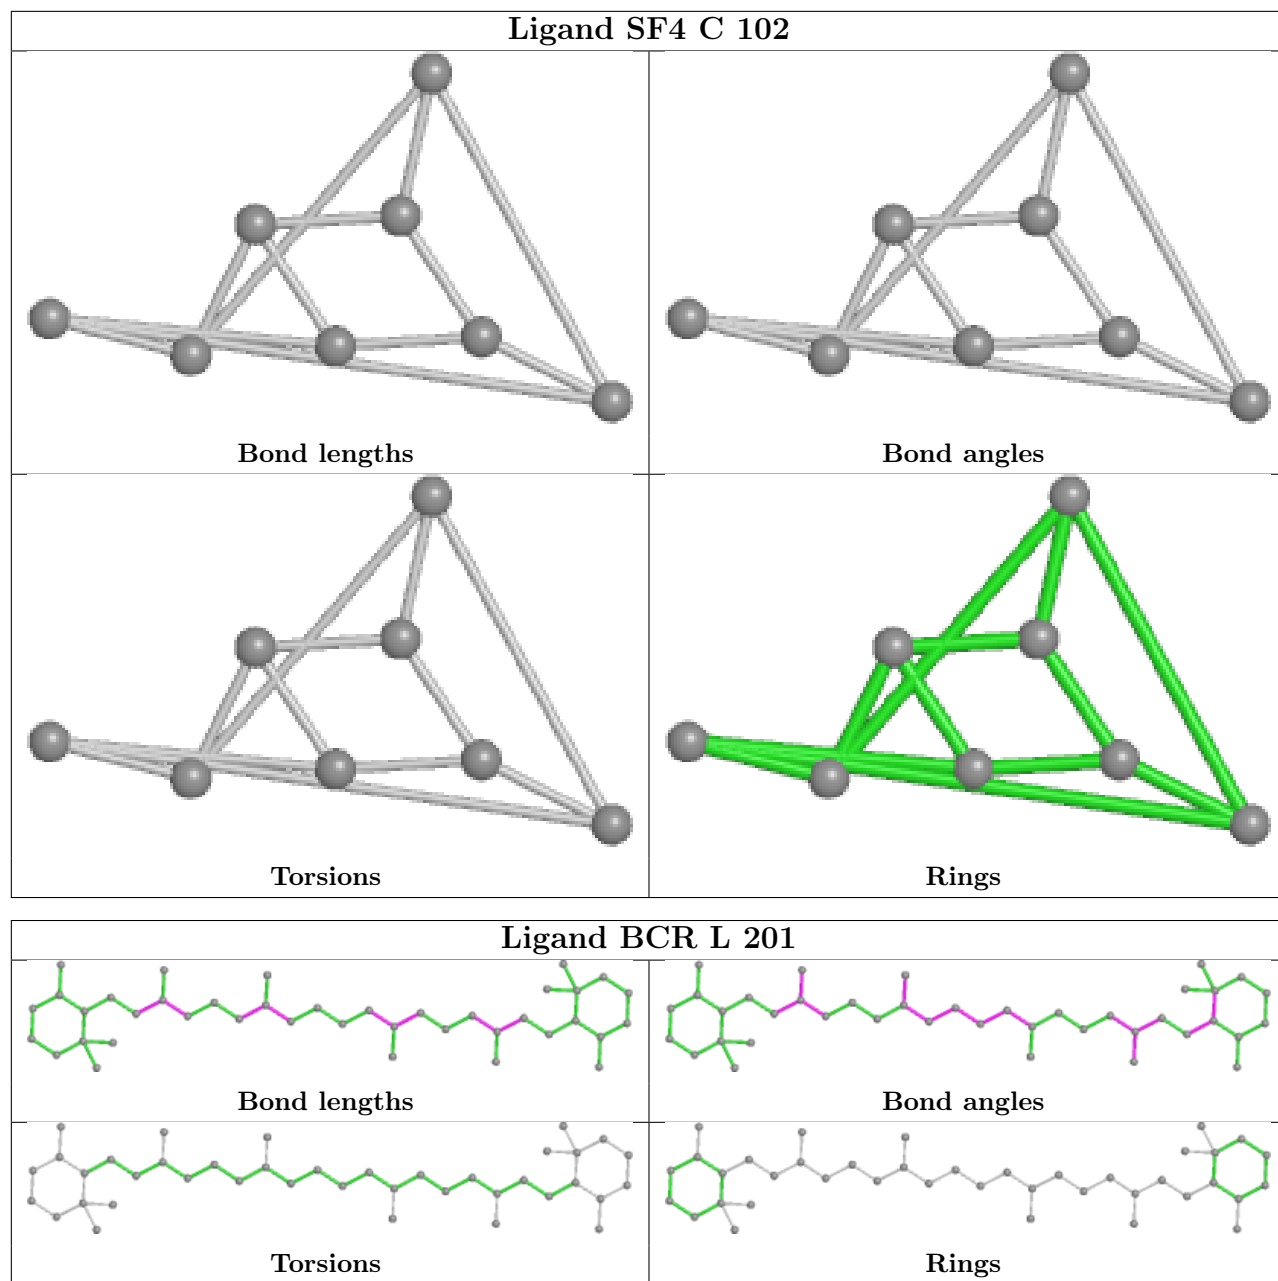 Ligand SF4 C 102
Bond lengths
Bond angles
Torsions
Rings
Ligand BCR L 201
Bond lengths
Bond angles
Torsions
Rings